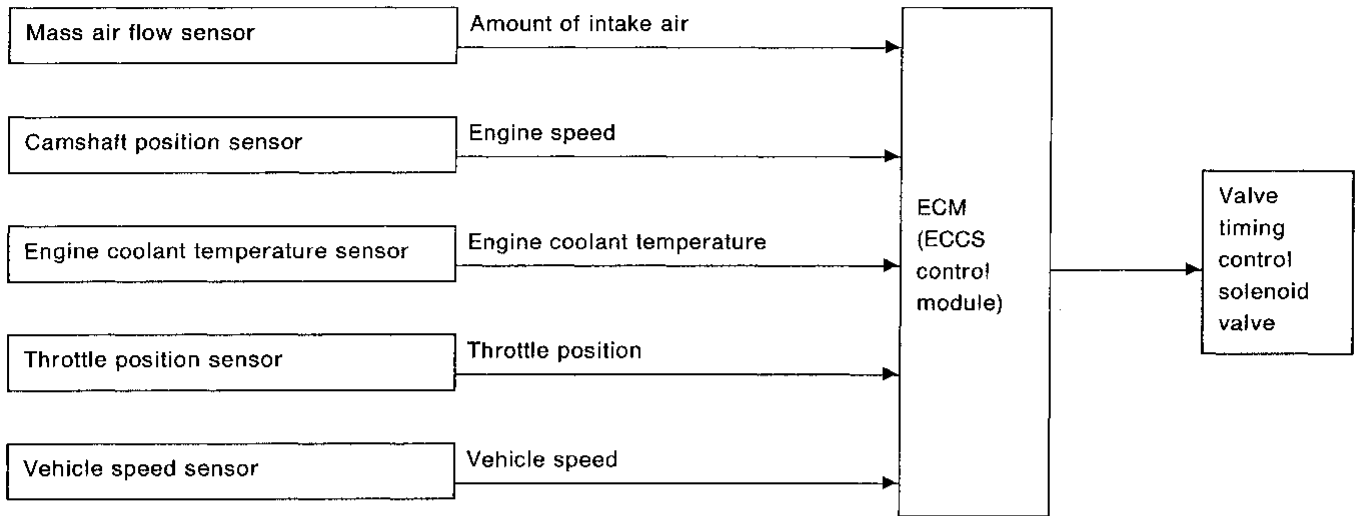 Mass air flow sensor
Amount of intake air
Camshaft position sensor
Engine speed
Engine coolant temperature sensor
Engine coolant temperature
Throttle position sensor
Throttle position
Vehicle speed sensor
Vehicle speed
ECM
(ECCS
control
module)
Valve
timing
control
solenoid
valve